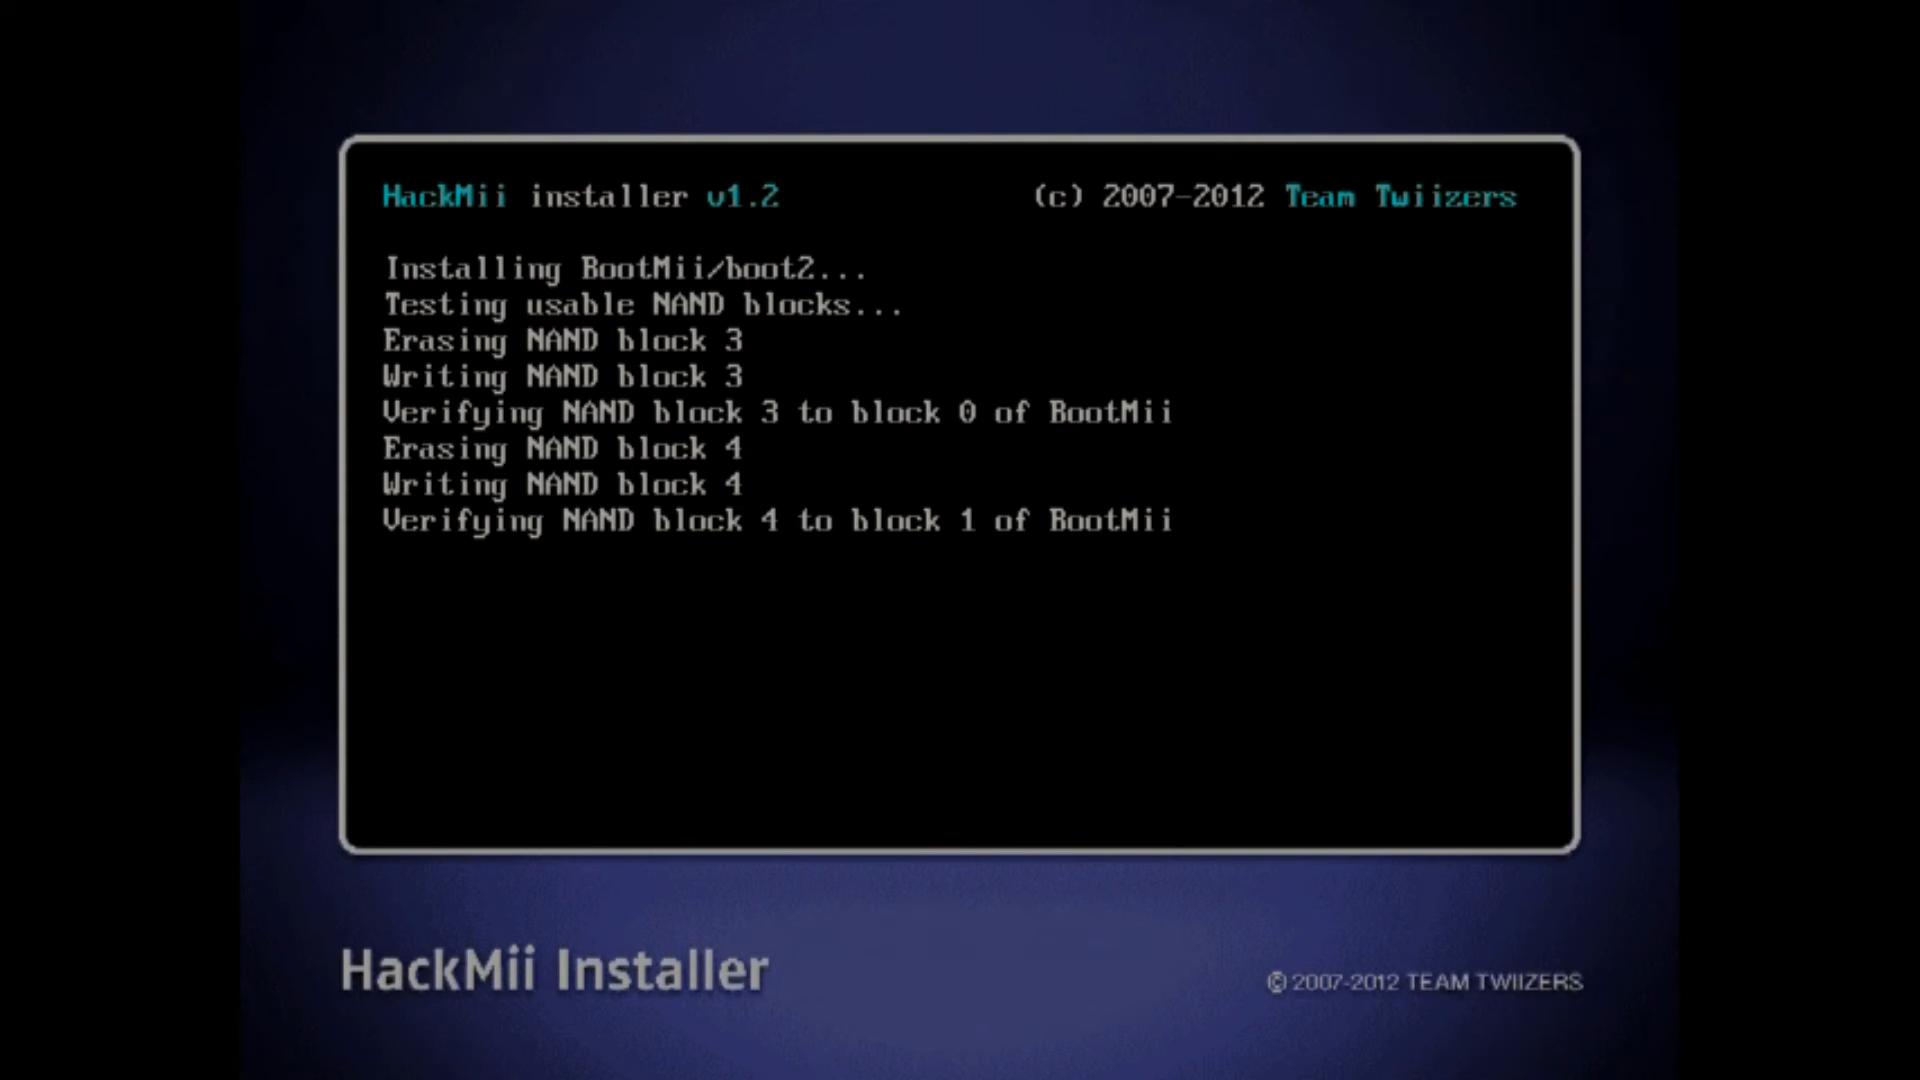 HackMii installer v1.2 (c) 2007-2012 Team Twiizers
Installing BootMii/boot2...
Testing usable NAND blocks...
Erasing NAND block 3
Writing NAND block 3
Verifying NAND block 3 to block 0 of BootMii
Erasing NAND block 4
Writing NAND block 4
Verifying NAND block 4 to block 1 of BootMii
HackMii Installer
© 2007-2012 TEAM TWIIZERS